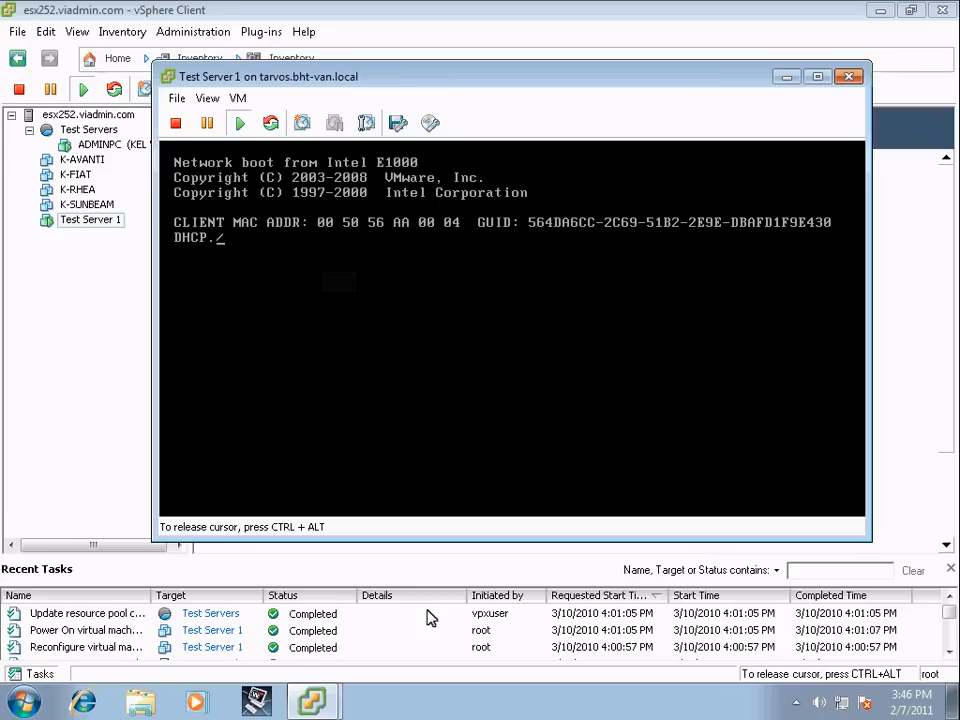 esx252.viadmin.com - vSphere Client
File Edit View Inventory Administration Plug-ins Help
Home Inventory Inventory
Test Server 1 on tarvos.bht-van.local
File View VM
esx252.viadmin.com
Test Servers
ADMINPC (KEL
K-AVANTI
K-FIAT
K-RHEA
K-SUNBEAM
Test Server 1
Network boot from Intel E1000
Copyright (C) 2003-2008 VMware, Inc.
Copyright (C) 1997-2000 Intel Corporation
CLIENT MAC ADDR: 00 50 56 AA 00 04 GUID: 564DA6CC-2C69-51B2-2E9E-DBAFD1F9E430
DHCP./
To release cursor, press CTRL + ALT
Recent Tasks
Name, Target or Status contains: Clear
Name Target Status Details Initiated by Requested Start Ti... Start Time Completed Time
Update resource pool c... Test Servers Completed vpxuser 3/10/2010 4:01:05 PM 3/10/2010 4:01:05 PM 3/10/2010 4:01:05 PM
Power On virtual mach... Test Server 1 Completed root 3/10/2010 4:01:05 PM 3/10/2010 4:01:05 PM 3/10/2010 4:01:07 PM
Reconfigure virtual ma... Test Server 1 Completed root 3/10/2010 4:00:57 PM 3/10/2010 4:00:57 PM 3/10/2010 4:00:57 PM
Tasks To release cursor, press CTRL+ALT root
3:46 PM
2/7/2011